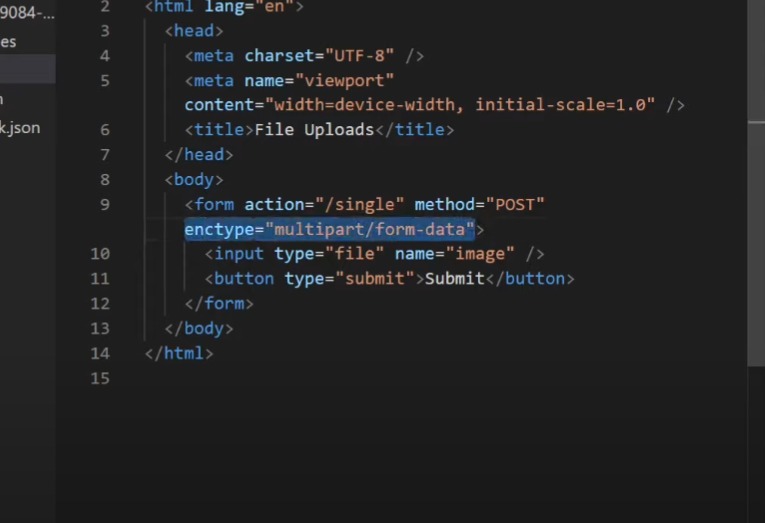 9084-...
es
k.json
2 <html lang="en">
3 <head>
4 <meta charset="UTF-8" />
5 <meta name="viewport"
content="width=device-width, initial-scale=1.0" />
6 <title>File Uploads</title>
7 </head>
8 <body>
9 <form action="/single" method="POST"
enctype="multipart/form-data">
10 <input type="file" name="image" />
11 <button type="submit">Submit</button>
12 </form>
13 </body>
14 </html>
15